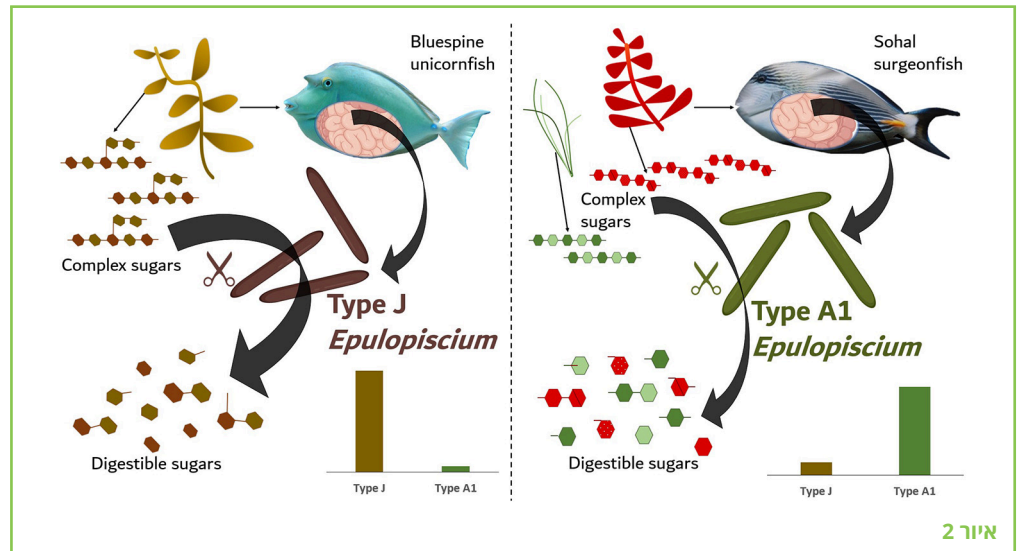 Bluespine
unicornfish
Complex sugars
Type J
Epulopiscium
Digestible sugars
Type J
Type A1
Sohal
surgeonfish
Complex
sugars
Type A1
Epulopiscium
Digestible sugars
Type J
Type A1
איור 2